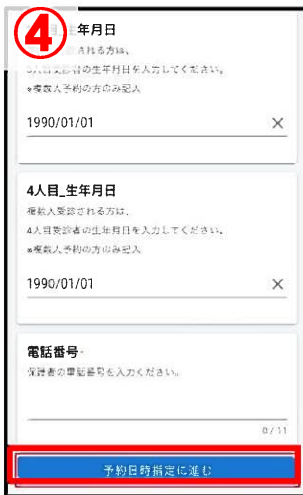 ④
目_生年月日
される方は、
3人目受診者の生年月日を入力してください。
※複数人予約の方のみ記入
1990/01/01
4人目_生年月日
複数人受診される方は、
4人目受診者の生年月日を入力してください。
※複数人予約の方のみ記入
1990/01/01
電話番号
保護者の電話番号を入力ください。
0/11
予約日時指定に進む